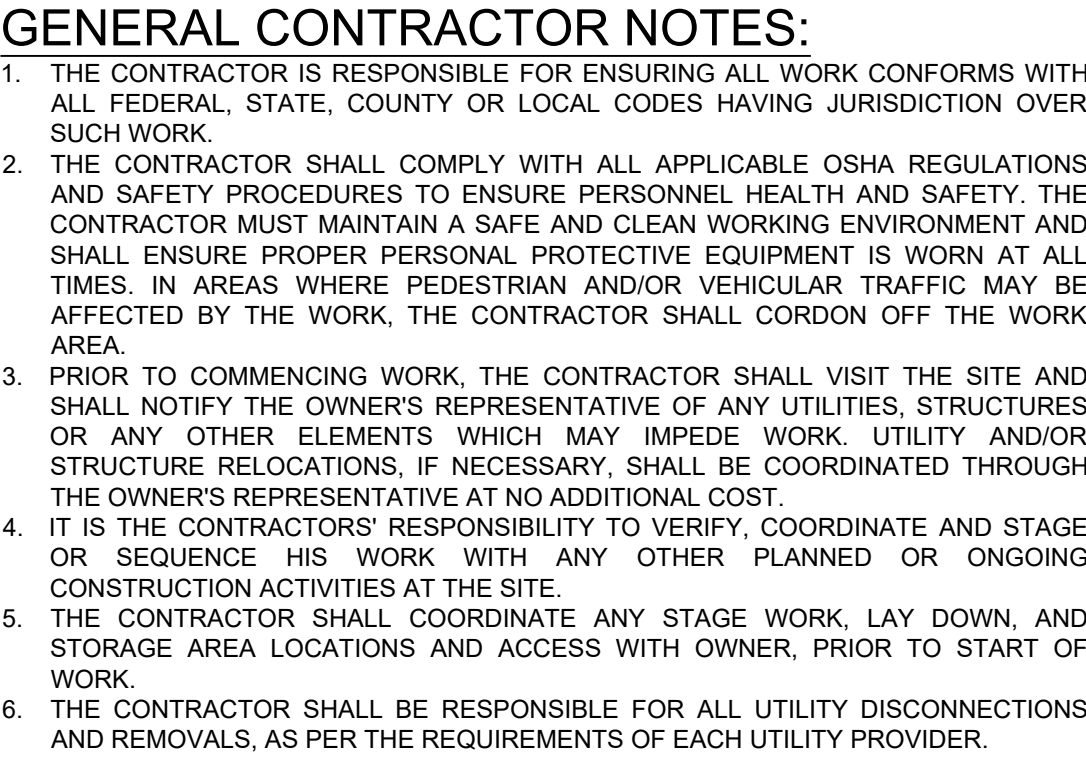 GENERAL CONTRACTOR NOTES:
1. THE CONTRACTOR IS RESPONSIBLE FOR ENSURING ALL WORK CONFORMS WITH
ALL FEDERAL, STATE, COUNTY OR LOCAL CODES HAVING JURISDICTION OVER
SUCH WORK.
2. THE CONTRACTOR SHALL COMPLY WITH ALL APPLICABLE OSHA REGULATIONS
AND SAFETY PROCEDURES TO ENSURE PERSONNEL HEALTH AND SAFETY. THE
CONTRACTOR MUST MAINTAIN A SAFE AND CLEAN WORKING ENVIRONMENT AND
SHALL ENSURE PROPER PERSONAL PROTECTIVE EQUIPMENT IS WORN AT ALL
TIMES. IN AREAS WHERE PEDESTRIAN AND/OR VEHICULAR TRAFFIC MAY BE
AFFECTED BY THE WORK, THE CONTRACTOR SHALL CORDON OFF THE WORK
AREA.
3. PRIOR TO COMMENCING WORK, THE CONTRACTOR SHALL VISIT THE SITE AND
SHALL NOTIFY THE OWNER'S REPRESENTATIVE OF ANY UTILITIES, STRUCTURES
OR ANY OTHER ELEMENTS WHICH MAY IMPEDE WORK. UTILITY AND/OR
STRUCTURE RELOCATIONS, IF NECESSARY, SHALL BE COORDINATED THROUGH
THE OWNER'S REPRESENTATIVE AT NO ADDITIONAL COST.
4. IT IS THE CONTRACTORS' RESPONSIBILITY TO VERIFY, COORDINATE AND STAGE
OR SEQUENCE HIS WORK WITH ANY OTHER PLANNED OR ONGOING
CONSTRUCTION ACTIVITIES AT THE SITE.
5. THE CONTRACTOR SHALL COORDINATE ANY STAGE WORK, LAY DOWN, AND
STORAGE AREA LOCATIONS AND ACCESS WITH OWNER, PRIOR TO START OF
WORK.
6. THE CONTRACTOR SHALL BE RESPONSIBLE FOR ALL UTILITY DISCONNECTIONS
AND REMOVALS, AS PER THE REQUIREMENTS OF EACH UTILITY PROVIDER.